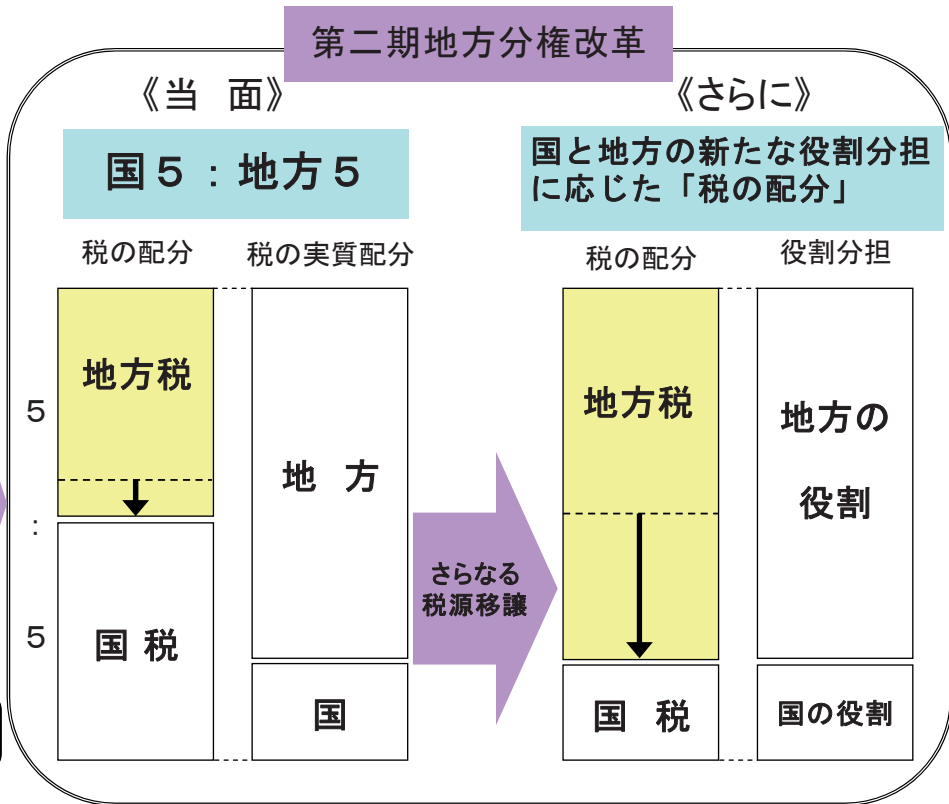 第二期地方分権改革
《当　面》
国５：地方５
税の配分
税の実質配分
地方税
5
:
5
国 税
地　方
国
さらなる
税源移譲
《さらに》
国と地方の新たな役割分担
に応じた「税の配分」
税の配分
役割分担
地方税
国　税
地方の
役割
国の役割